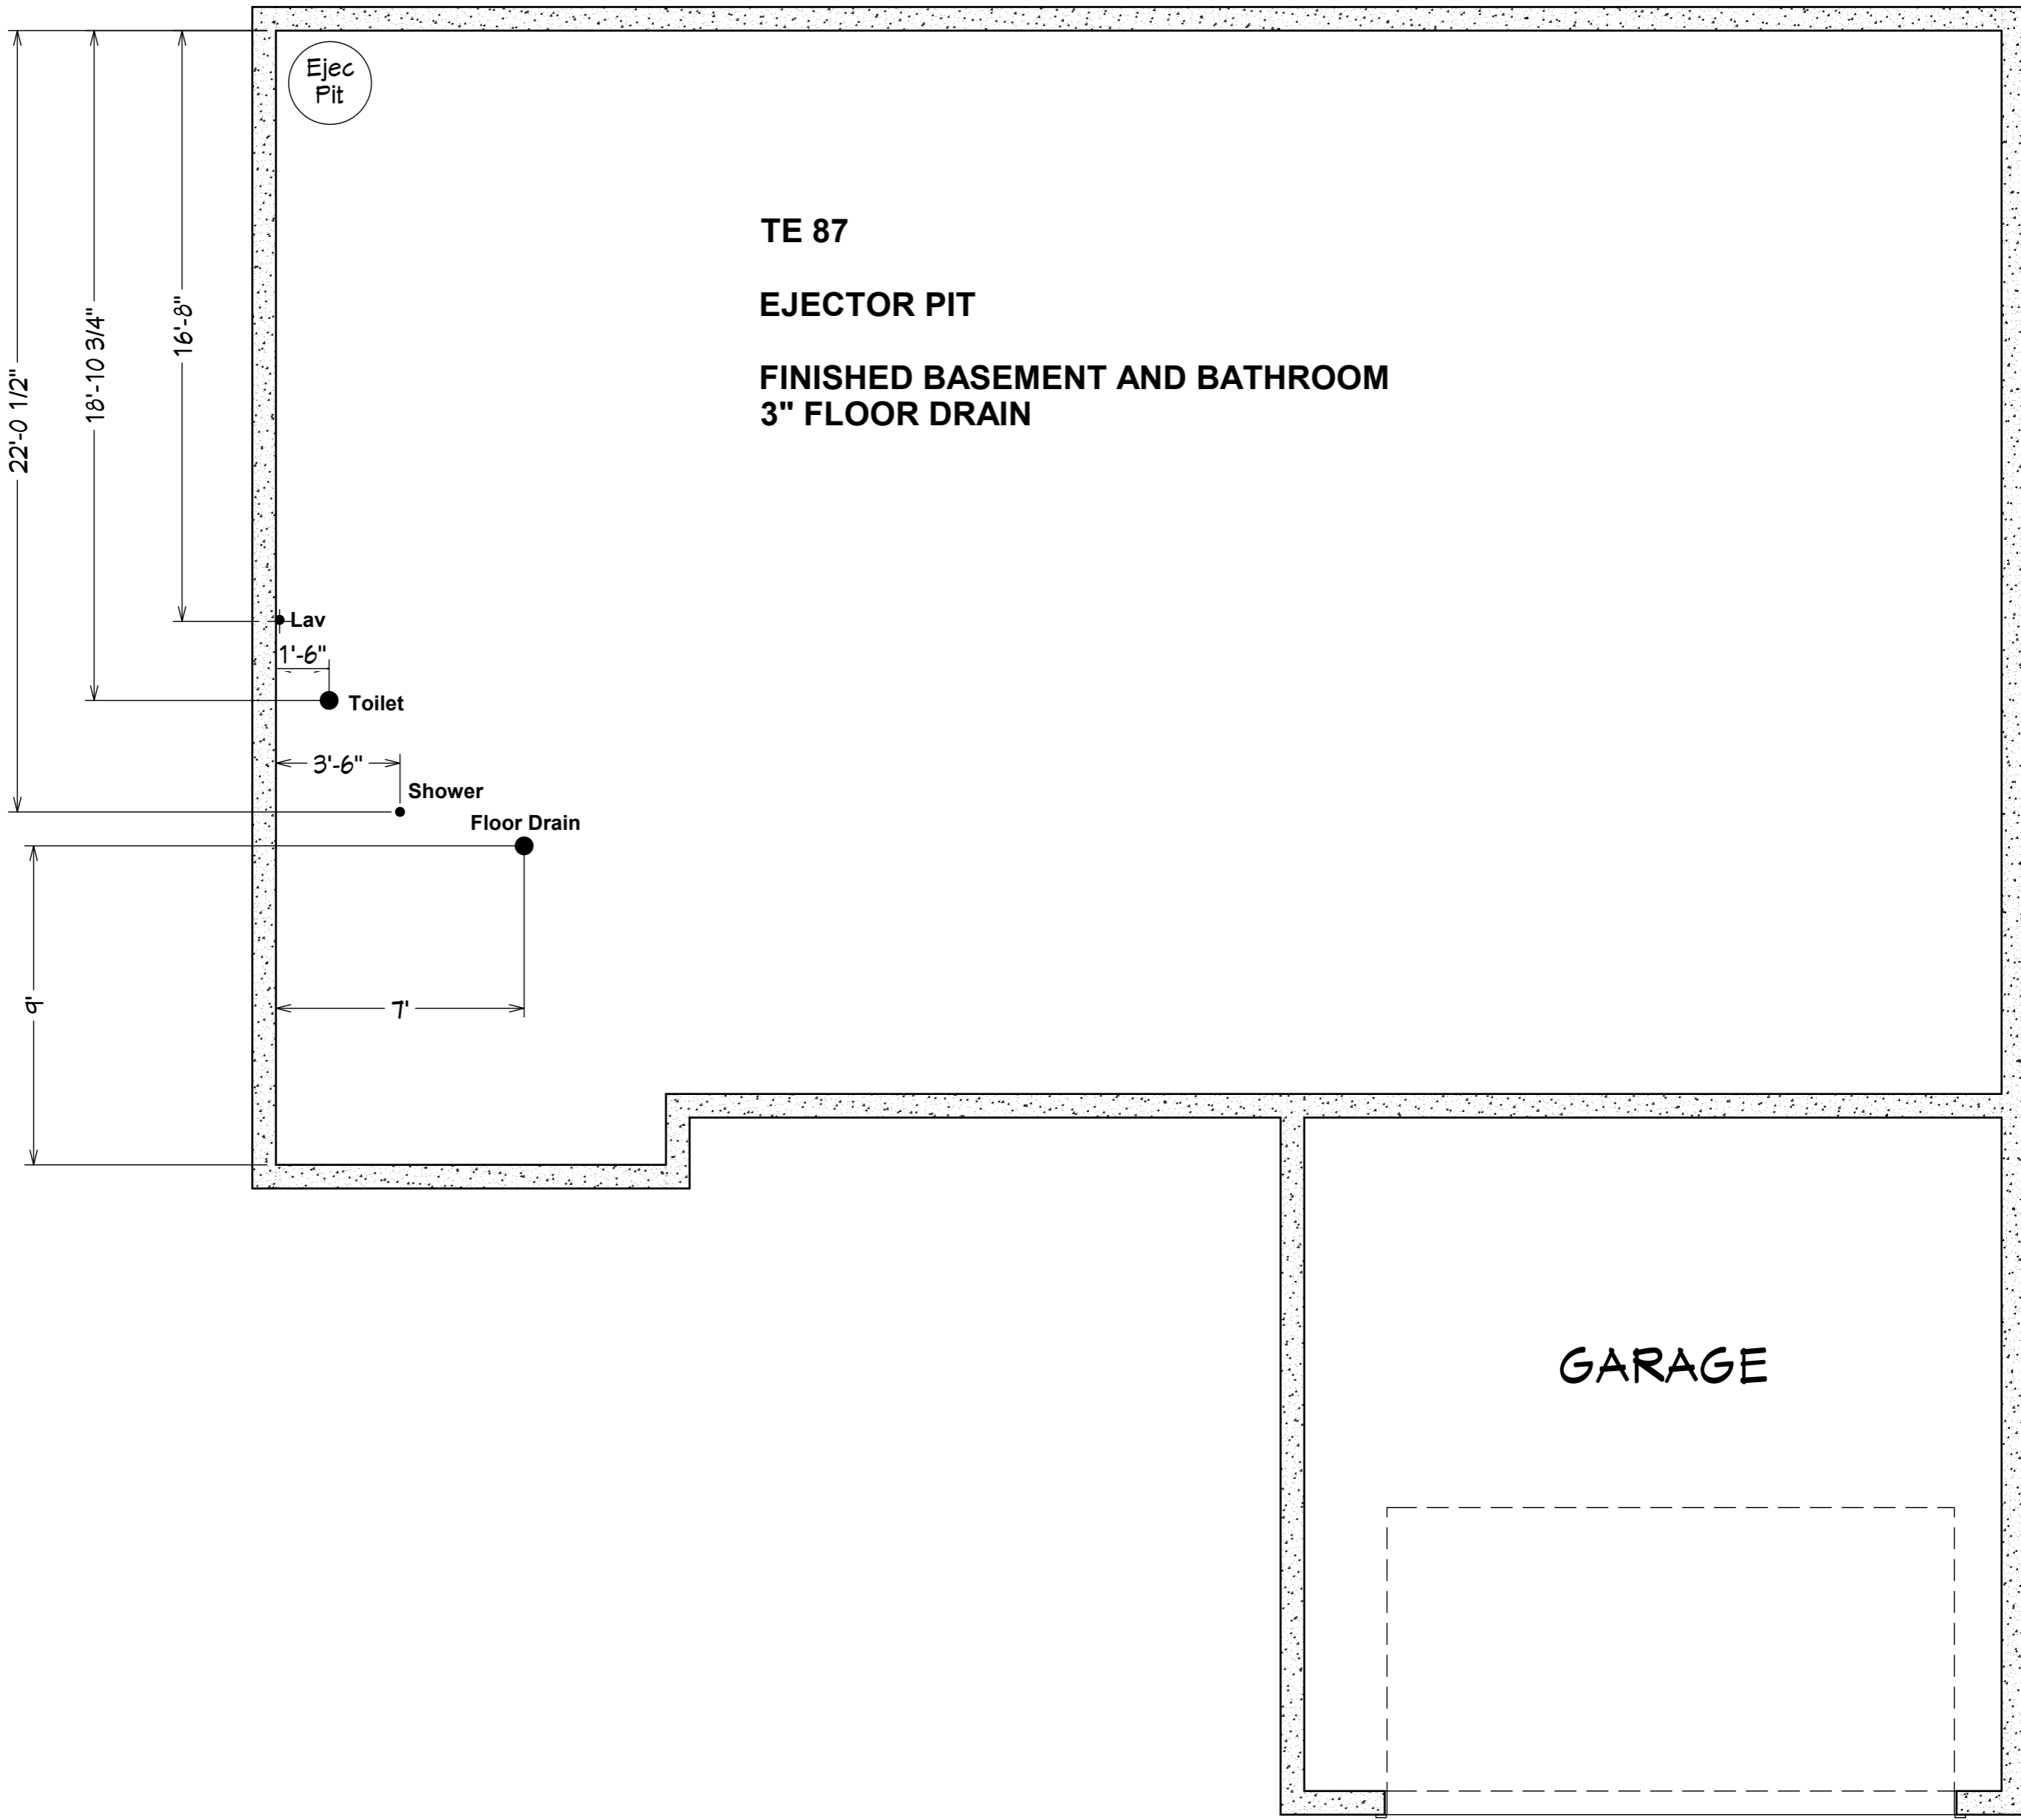 Ejec
Pit
TE 87
EJECTOR PIT
FINISHED BASEMENT AND BATHROOM
3" FLOOR DRAIN
22'-0 1/2"
18'-10 3/4"
16'-8"
Lav
1'-6"
Toilet
3'-6"
Shower
Floor Drain
9'
7'
GARAGE